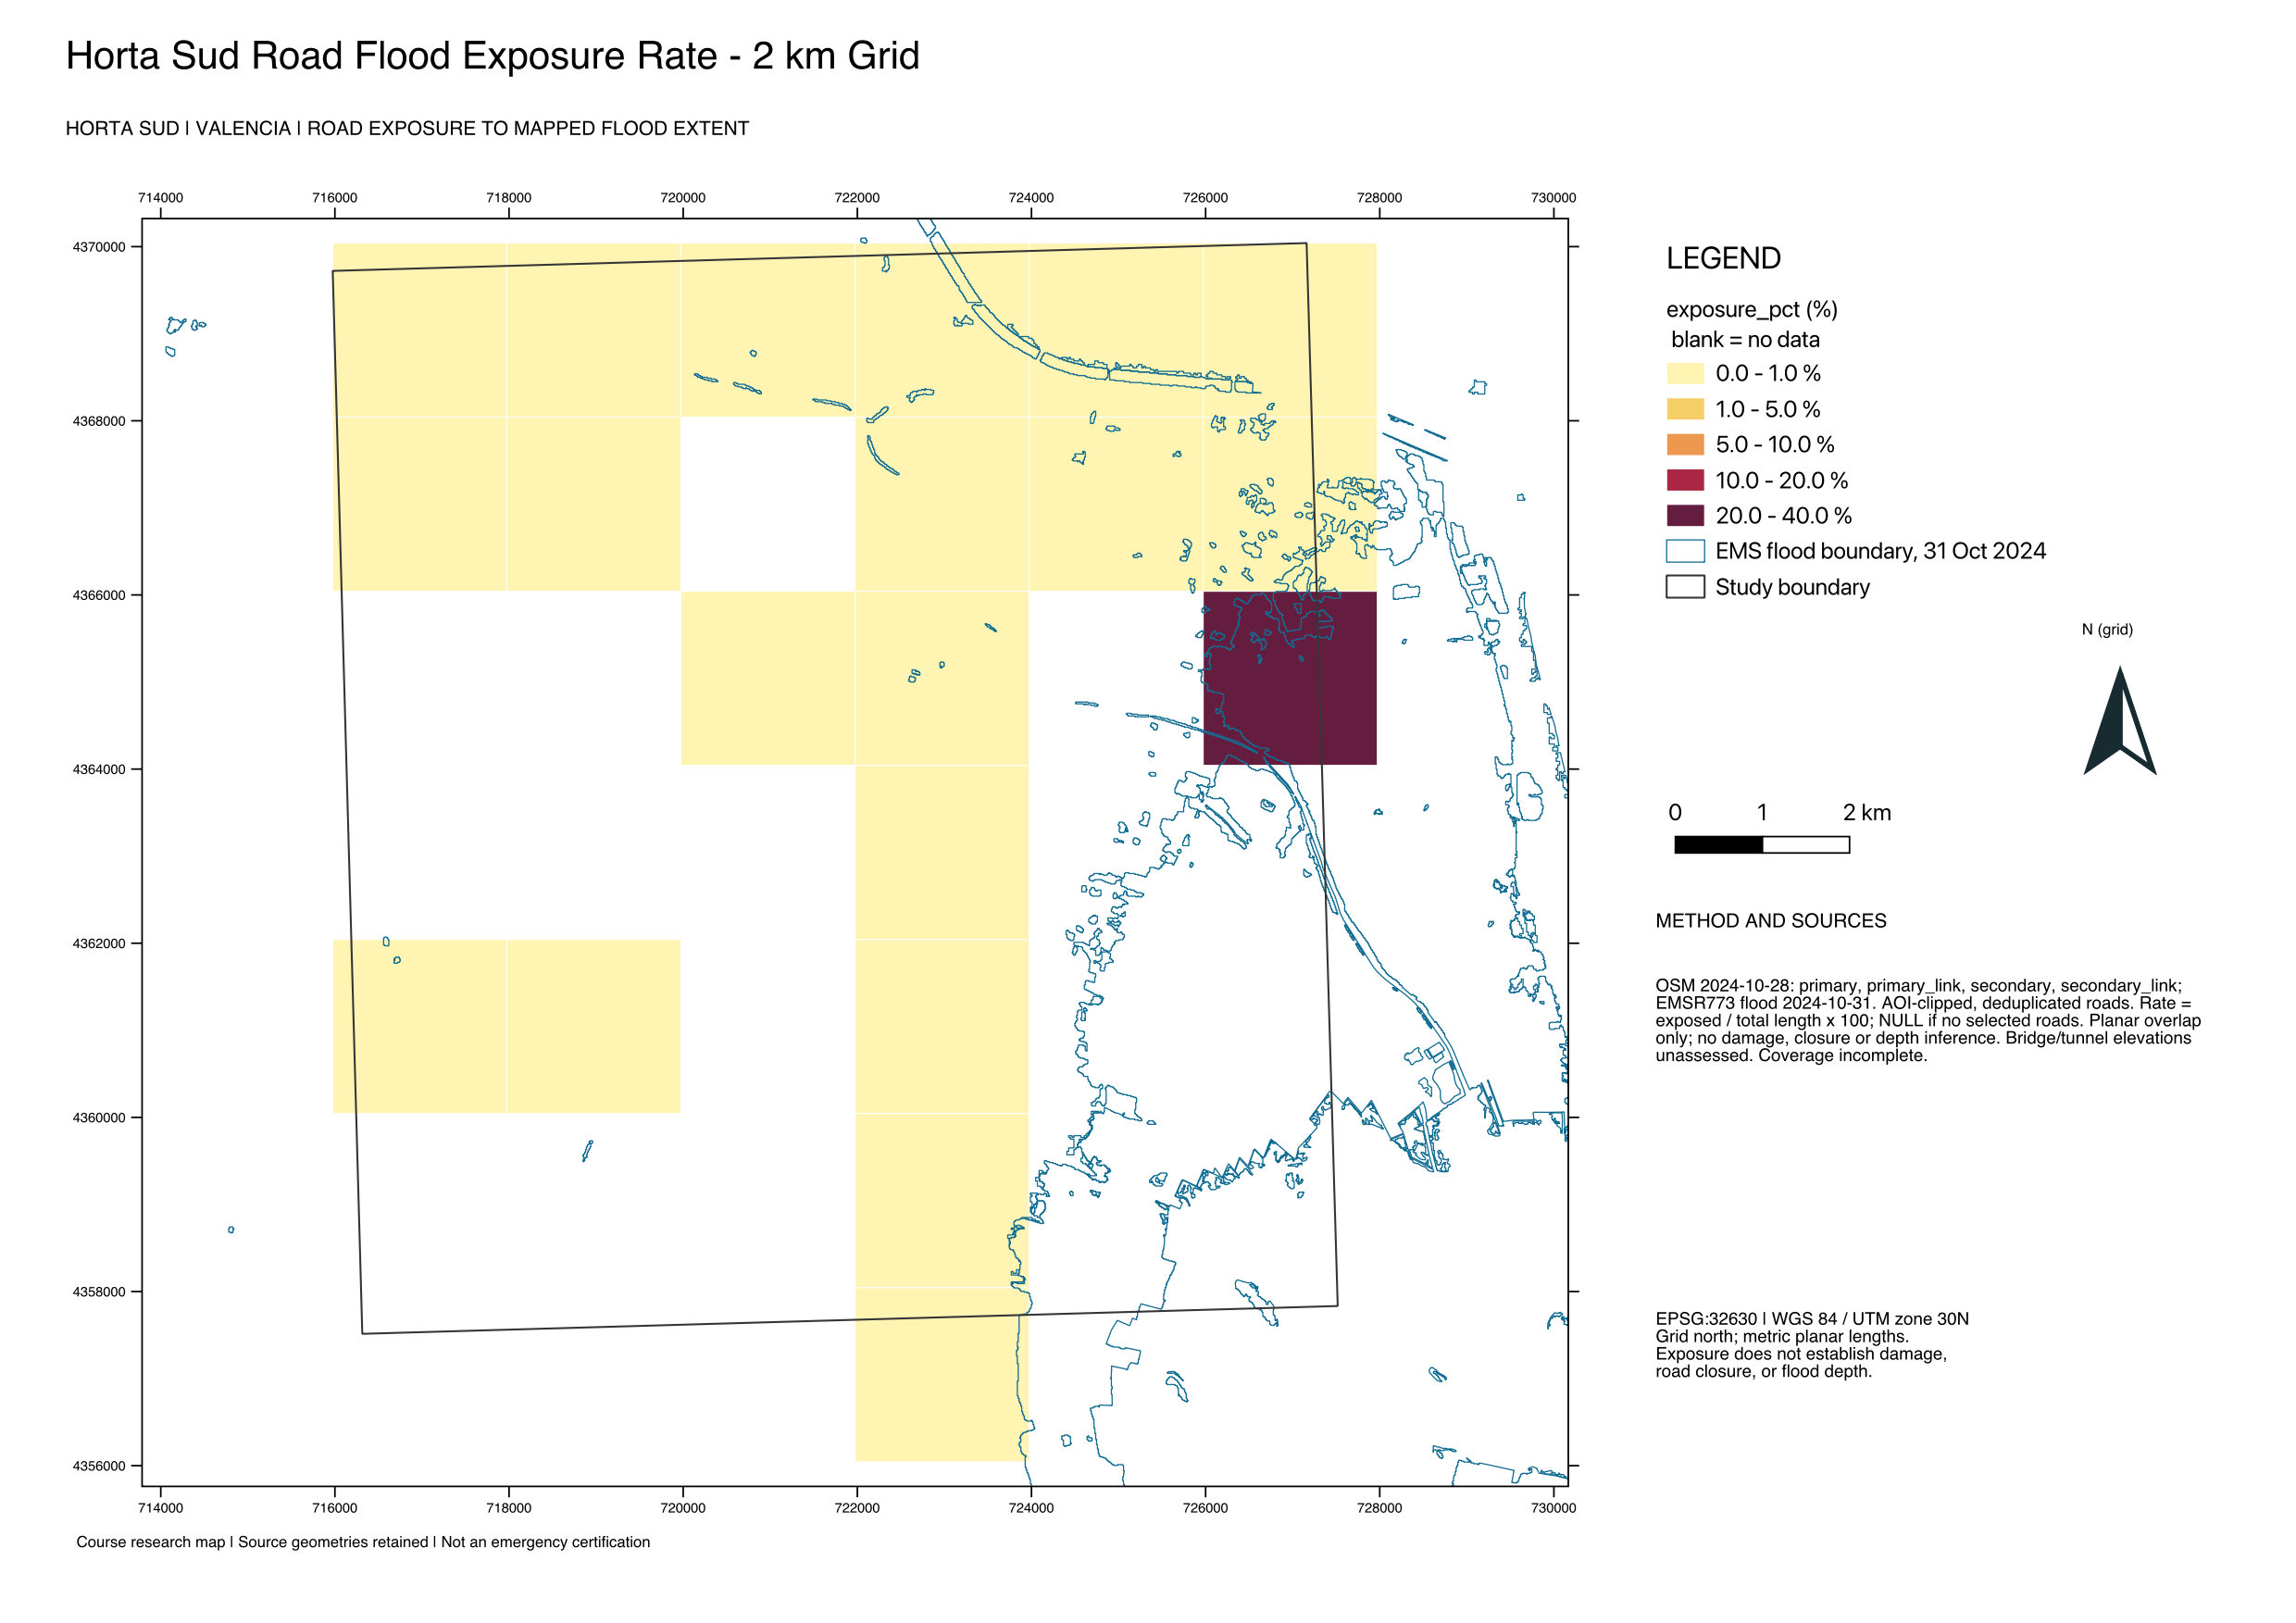 Horta Sud Road Flood Exposure Rate - 2 km Grid
HORTA SUD | VALENCIA | ROAD EXPOSURE TO MAPPED FLOOD EXTENT
714000 716000 718000 720000 722000 724000 726000 728000 730000
4370000
4368000
4366000
4364000
4362000
4360000
4358000
4356000
714000 716000 718000 720000 722000 724000 726000 728000 730000
LEGEND
exposure_pct (%)
blank = no data
0.0 - 1.0 %
1.0 - 5.0 %
5.0 - 10.0 %
10.0 - 20.0 %
20.0 - 40.0 %
EMS flood boundary, 31 Oct 2024
Study boundary
N (grid)
0 1 2 km
METHOD AND SOURCES
OSM 2024-10-28: primary, primary_link, secondary, secondary_link;
EMSR773 flood 2024-10-31. AOI-clipped, deduplicated roads. Rate =
exposed / total length x 100; NULL if no selected roads. Planar overlap
only; no damage, closure or depth inference. Bridge/tunnel elevations
unassessed. Coverage incomplete.
EPSG:32630 | WGS 84 / UTM zone 30N
Grid north; metric planar lengths.
Exposure does not establish damage,
road closure, or flood depth.
Course research map | Source geometries retained | Not an emergency certification